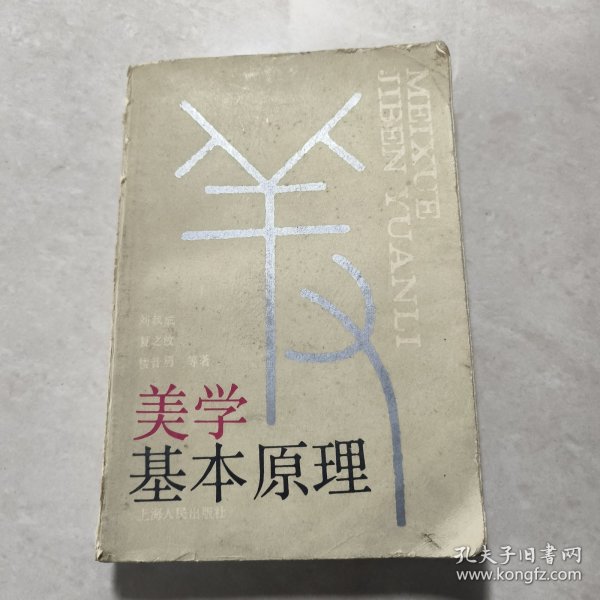 MEIXUE
JIBEN YUANLI
刘叔成
夏之放
楼昔勇 等著
美学
基本原理
上海人民出版社
孔夫子旧书网
www.kongfz.com